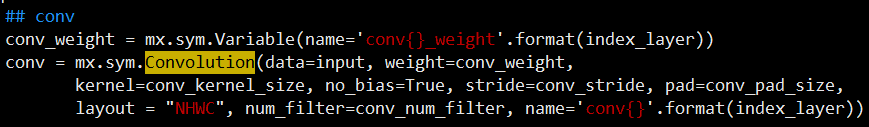 ## conv
conv_weight = mx.sym.Variable(name='conv{}_weight'.format(index_layer))
conv = mx.sym.Convolution(data=input, weight=conv_weight,
kernel=conv_kernel_size, no_bias=True, stride=conv_stride, pad=conv_pad_size,
layout = "NHWC", num_filter=conv_num_filter, name='conv{}'.format(index_layer))